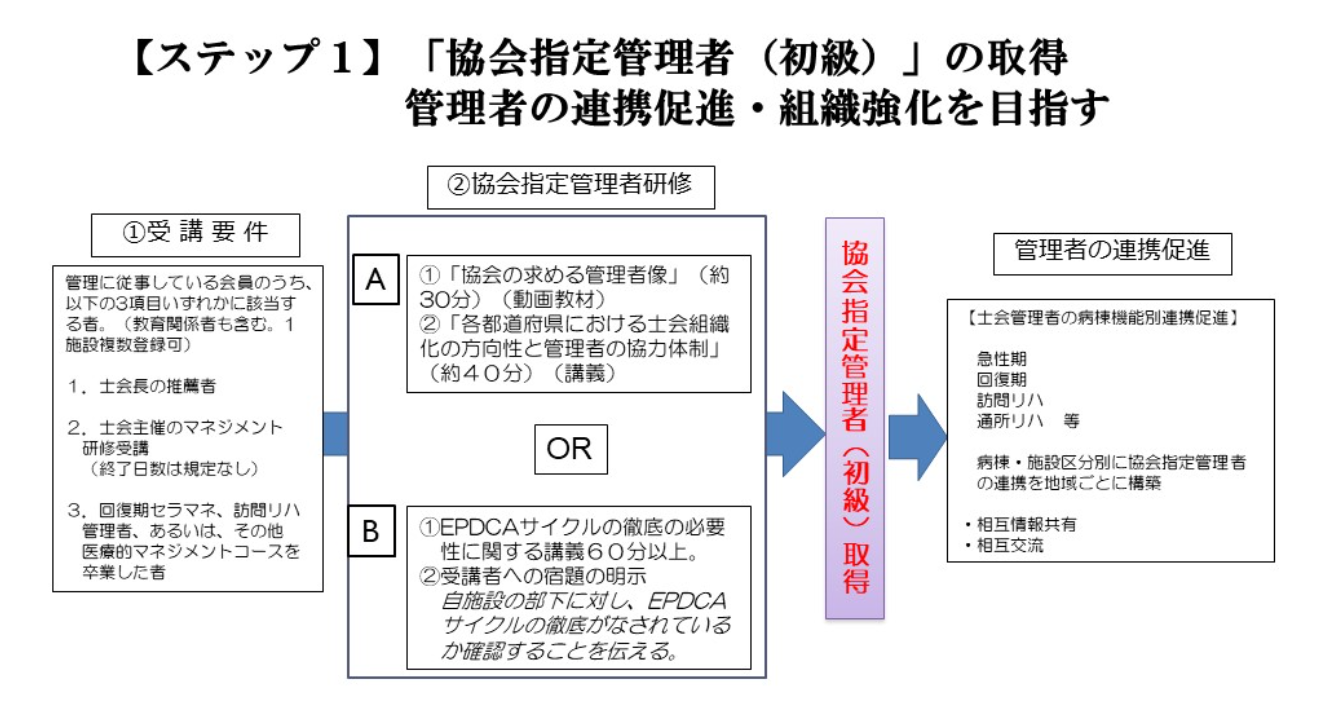 【ステップ１】「協会指定管理者（初級）」の取得
管理者の連携促進・組織強化を目指す
①受 講 要 件
管理に従事している会員のうち、
以下の3項目いずれかに該当す
る者。（教育関係者も含む。１
施設複数登録可）
１．士会長の推薦者
２．士会主催のマネジメント
研修受講
（終了日数は規定なし）
３．回復期セラマネ、訪問リハ
管理者、あるいは、その他
医療的マネジメントコースを
卒業した者
②協会指定管理者研修
A
①「協会の求める管理者像」（約
30分）（動画教材）
②「各都道府県における士会組織
化の方向性と管理者の協力体制」
（約４０分）（講義）
OR
B
①EPDCAサイクルの徹底の必要
性に関する講義６０分以上。
②受講者への宿題の明示
自施設の部下に対し、EPDCA
サイクルの徹底がなされている
か確認することを伝える。
協会指定管理者（初級）取得
管理者の連携促進
【士会管理者の病棟機能別連携促進】
急性期
回復期
訪問リハ
通所リハ　等
病棟・施設区分別に協会指定管理者
の連携を地域ごとに構築
・相互情報共有
・相互交流